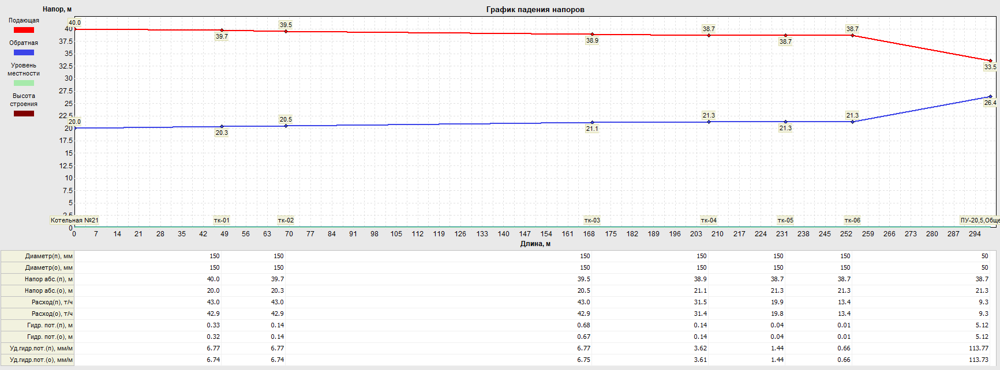 Напор, м
График падения напоров
Подающая
Обратная
Уровень
местности
Высота
строения
40
37.5
35
32.5
30
27.5
25
22.5
20
17.5
15
12.5
10
7.5
5
2.5
0
40.0
39.7
39.5
38.9
38.7
38.7
38.7
33.5
20.0
20.3
20.5
21.1
21.3
21.3
21.3
26.4
Котельная №21 тк-01 тк-02 тк-03 тк-04 тк-05 тк-06 ПУ-20,5,Обще
0 7 14 21 28 35 42 49 56 63 70 77 84 91 98 105 112 119 126 133 140 147 154 161 168 175 182 189 196 203 210 217 224 231 238 245 252 259 266 273 280 287 294
Длина, м
Диаметр(п), мм 150 150 150 150 150 150 50
Диаметр(о), мм 150 150 150 150 150 150 50
Напор абс.(п), м 40.0 39.7 39.5 38.9 38.7 38.7 38.7
Напор абс.(о), м 20.0 20.3 20.5 21.1 21.3 21.3 21.3
Расход(п), т/ч 43.0 43.0 43.0 31.5 19.9 13.4 9.3
Расход(о), т/ч 42.9 42.9 42.9 31.4 19.8 13.4 9.3
Гидр. пот.(п), м 0.33 0.14 0.68 0.14 0.04 0.01 5.12
Гидр. пот.(о), м 0.32 0.14 0.67 0.14 0.04 0.01 5.12
Уд.гидр.пот.(п), мм/м 6.77 6.77 6.77 3.62 1.44 0.66 113.77
Уд.гидр.пот.(о), мм/м 6.74 6.74 6.75 3.61 1.44 0.66 113.73